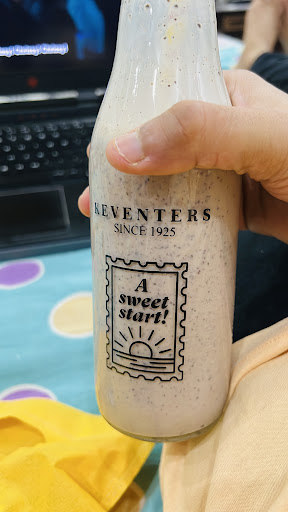 KEVENTERS
SINCE 1925
A
sweet
start!